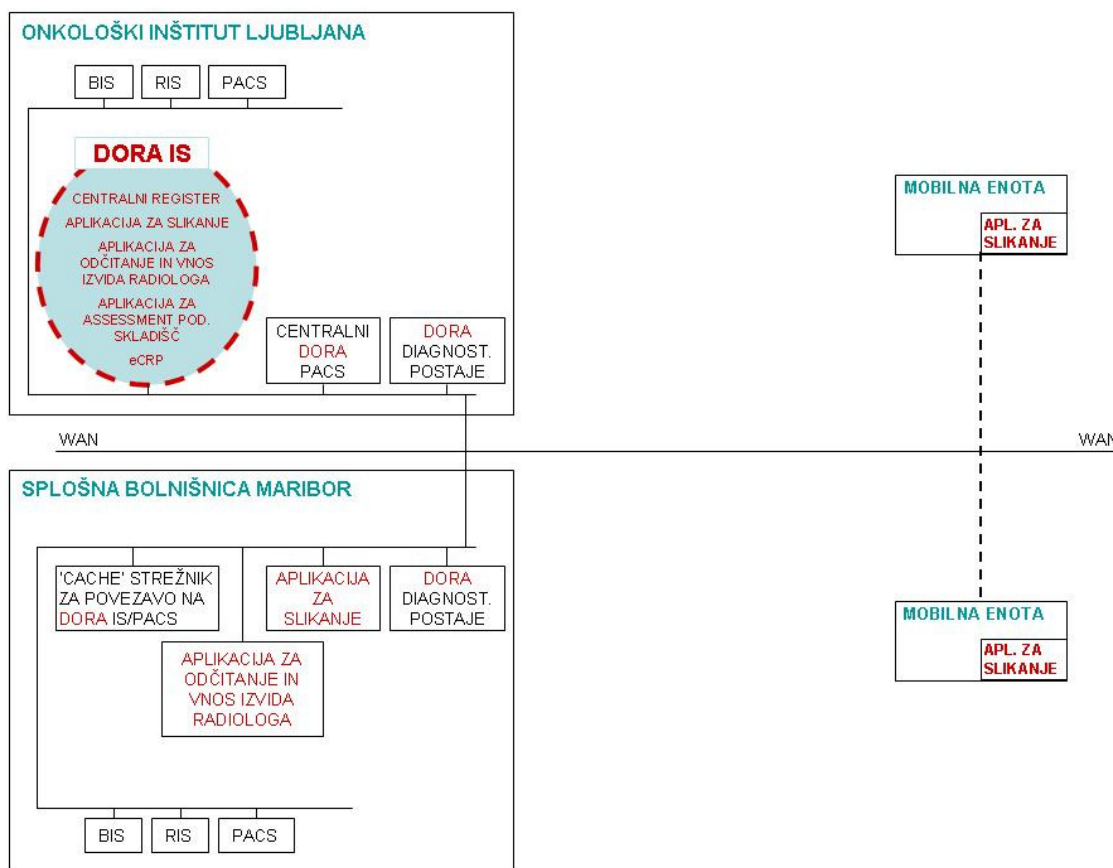 ONKOLOŠKI INŠTITUT LJUBLJANA
BIS
RIS
PACS
DORA IS
CENTRALNI REGISTER
APLIKACIJA ZA SLIKANJE
APLIKACIJA ZA
ODČITANJE IN VNOS
IZVIDA RADIOLOGA
APLIKACIJA ZA
ASSESSMENT POD.
SKLADIŠČ
eCRP
CENTRALNI
DORA
PACS
DORA
DIAGNOST.
POSTAJE
MOBILNA ENOTA
APL. ZA
SLIKANJE
WAN
WAN
SPLOŠNA BOLNIŠNICA MARIBOR
'CACHE' STREŽNIK
ZA POVEZAVO NA
DORA IS/PACS
APLIKACIJA
ZA
SLIKANJE
DORA
DIAGNOST.
POSTAJE
APLIKACIJA ZA
ODČITANJE IN
VNOS IZVIDA
RADIOLOGA
BIS
RIS
PACS
MOBILNA ENOTA
APL. ZA
SLIKANJE